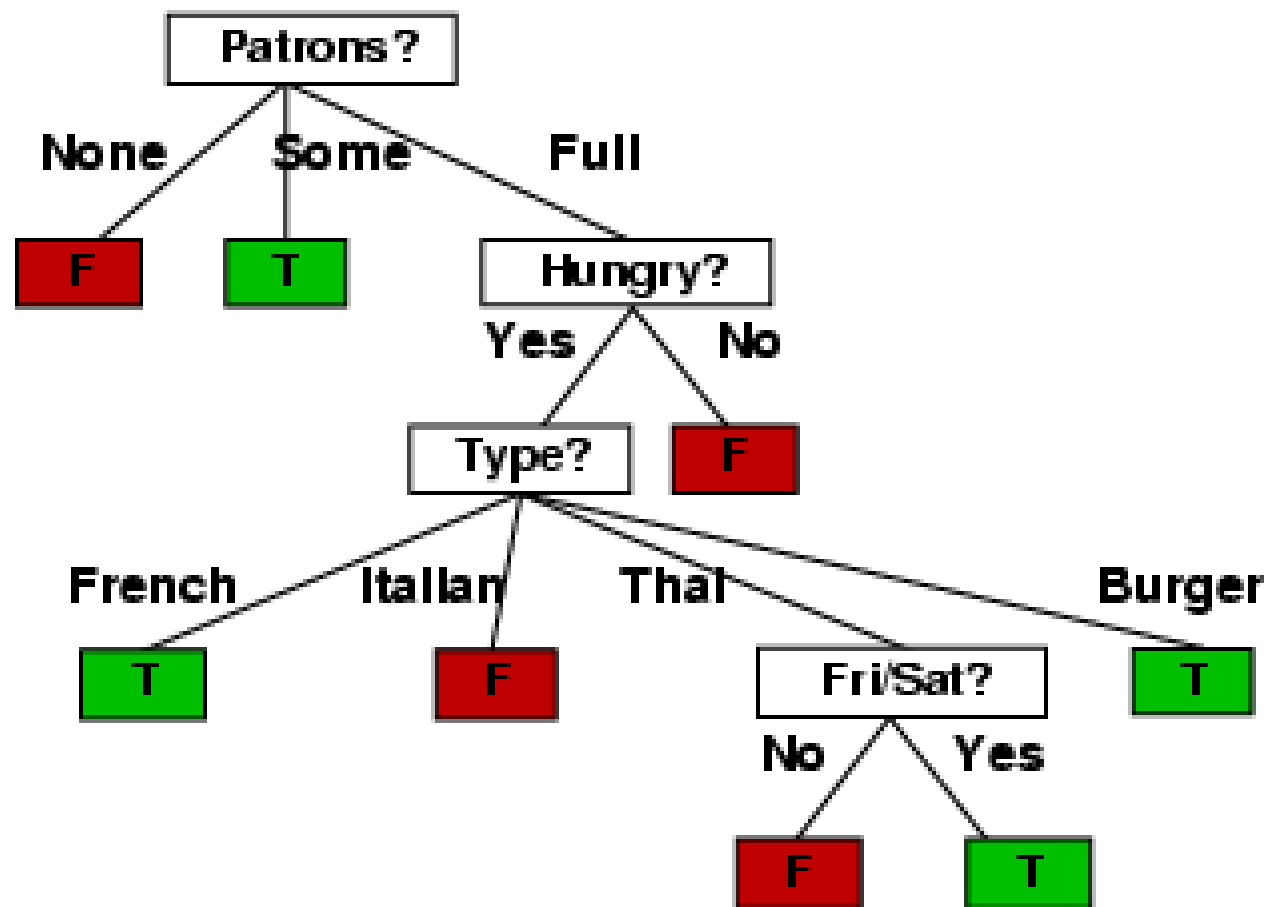 Patrons?
None Some Full
F T Hungry?
Yes No
Type? F
French Italian Thai Burger
T F Fri/Sat? T
No Yes
F T